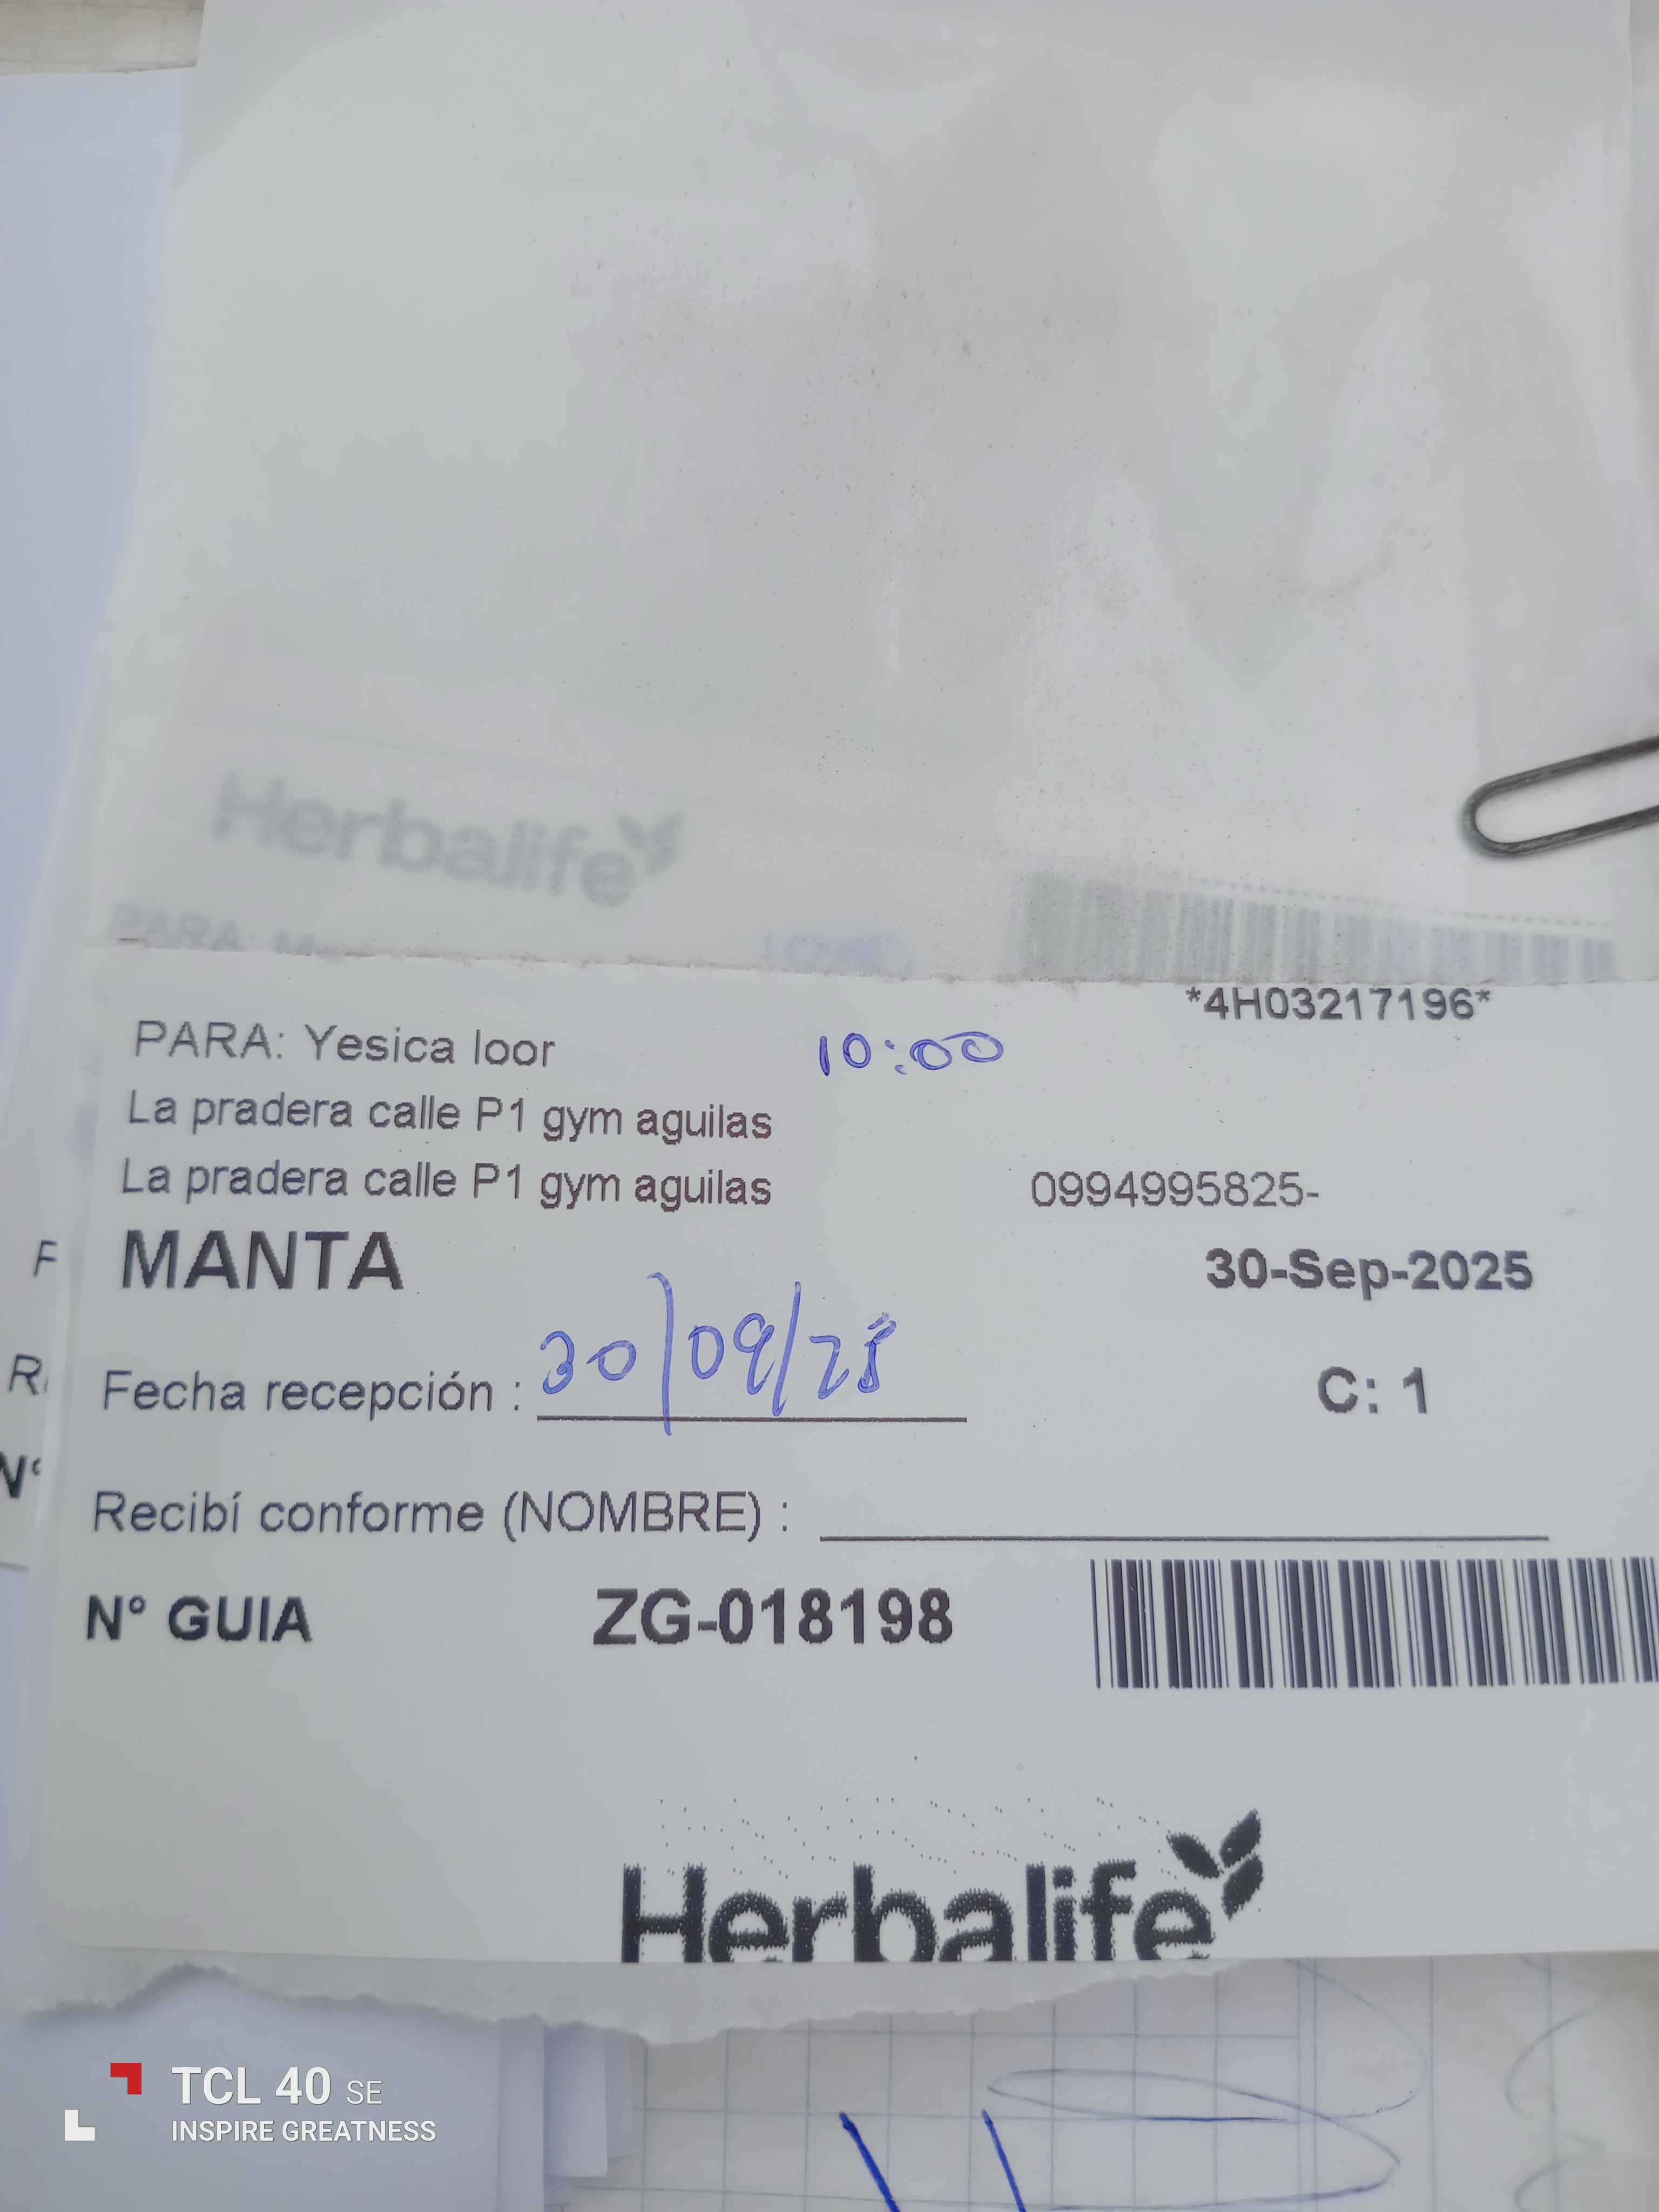 Herbalife
PARA
*4H03217196*
PARA: Yesica loor 10:00
La pradera calle P1 gym aguilas
La pradera calle P1 gym aguilas 0994995825-
MANTA 30-Sep-2025
Fecha recepción : 30/09/25 C: 1
Recibí conforme (NOMBRE) :
N° GUIA ZG-018198
Herbalife
TCL 40 SE
INSPIRE GREATNESS